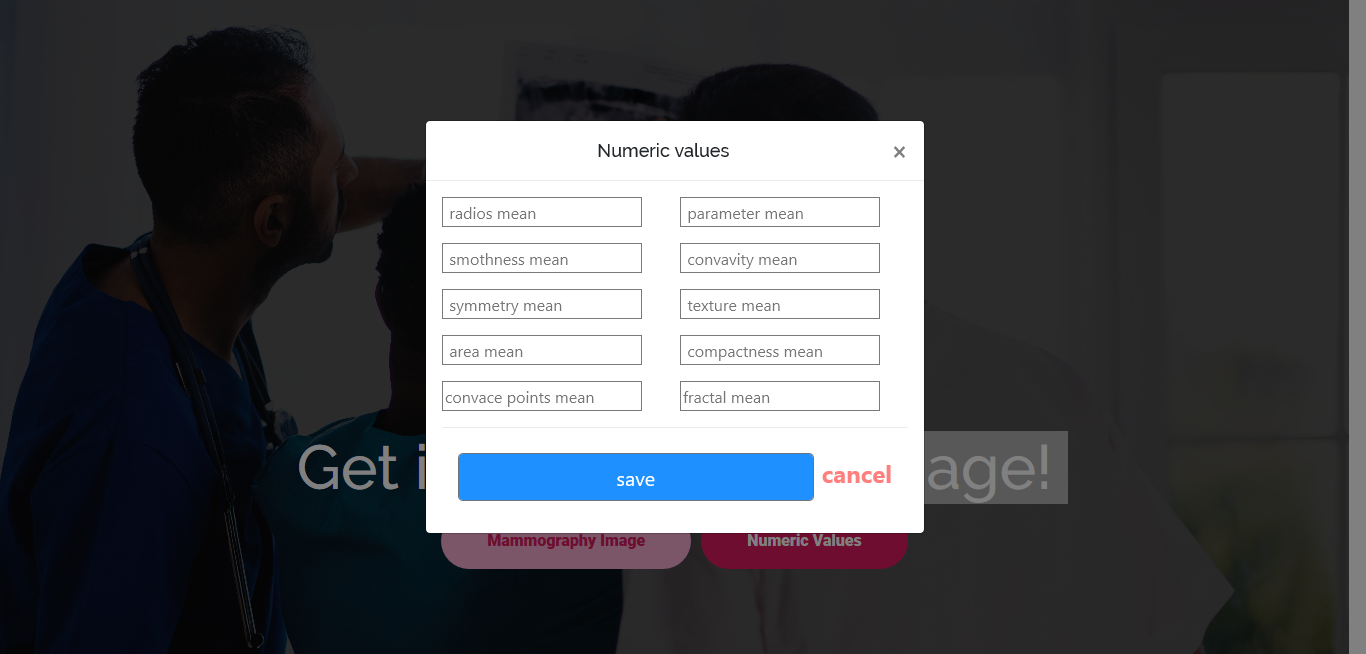 Numeric values ×
radios mean
parameter mean
smothness mean
convavity mean
symmetry mean
texture mean
area mean
compactness mean
convace points mean
fractal mean
Get i age!
save
cancel
Mammography Image
Numeric Values